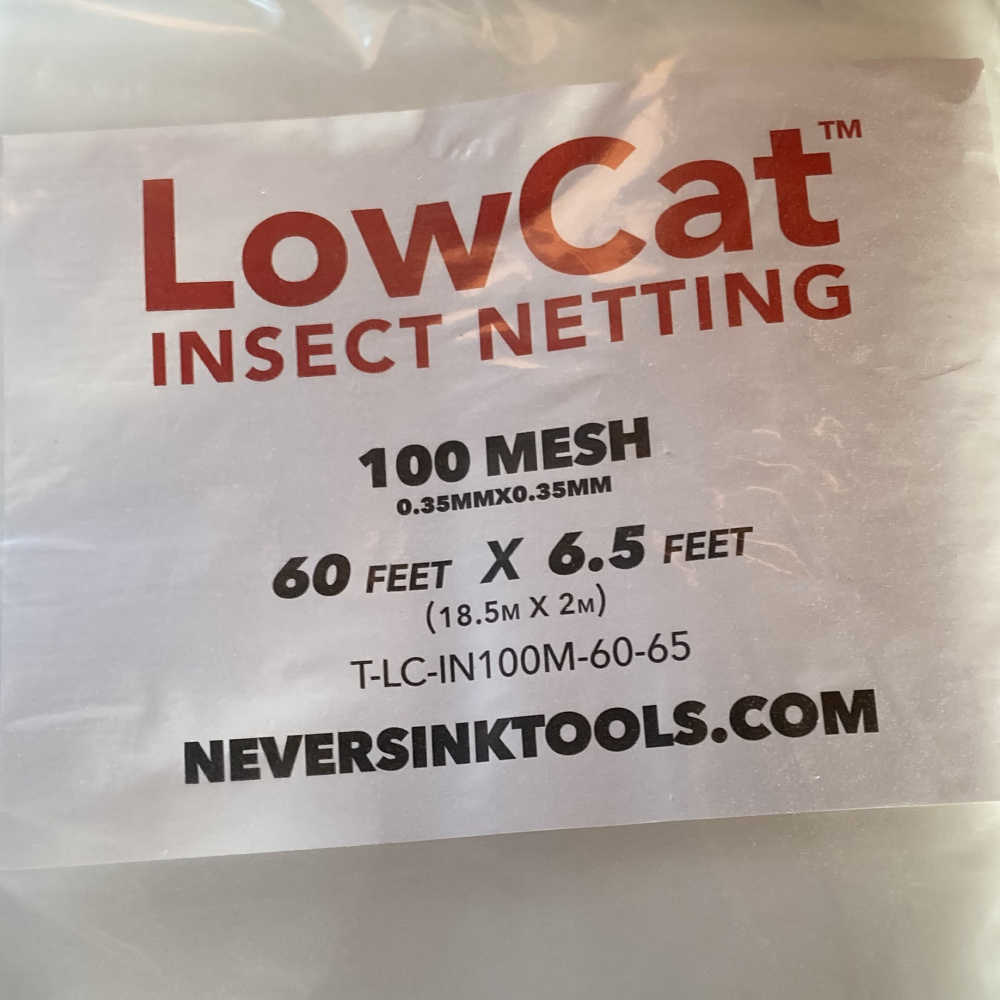 LowCat™
INSECT NETTING
100 MESH
0.35MMX0.35MM
60 FEET X 6.5 FEET
(18.5M X 2M)
T-LC-IN100M-60-65
NEVERSINKTOOLS.COM